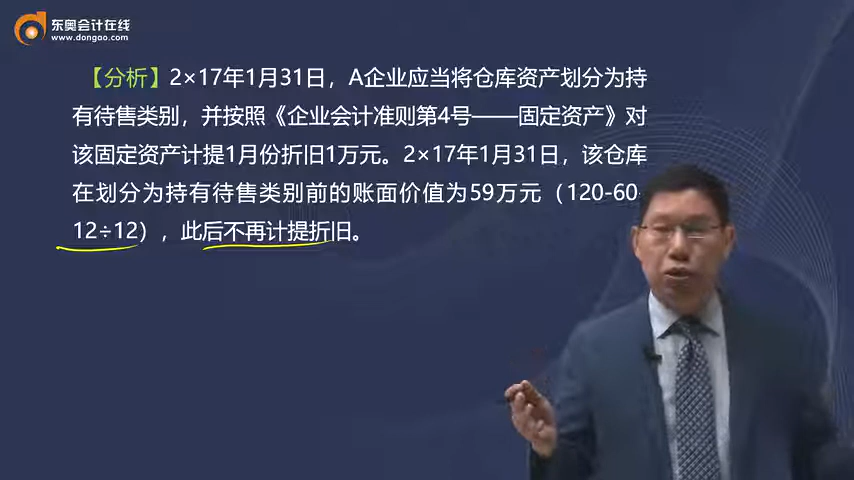 东奥会计在线
www.dongao.com
【分析】2×17年1月31日，A企业应当将仓库资产划分为持
有待售类别，并按照《企业会计准则第4号——固定资产》对
该固定资产计提1月份折旧1万元。2×17年1月31日，该仓库
在划分为持有待售类别前的账面价值为59万元（120-60-
12÷12），此后不再计提折旧。